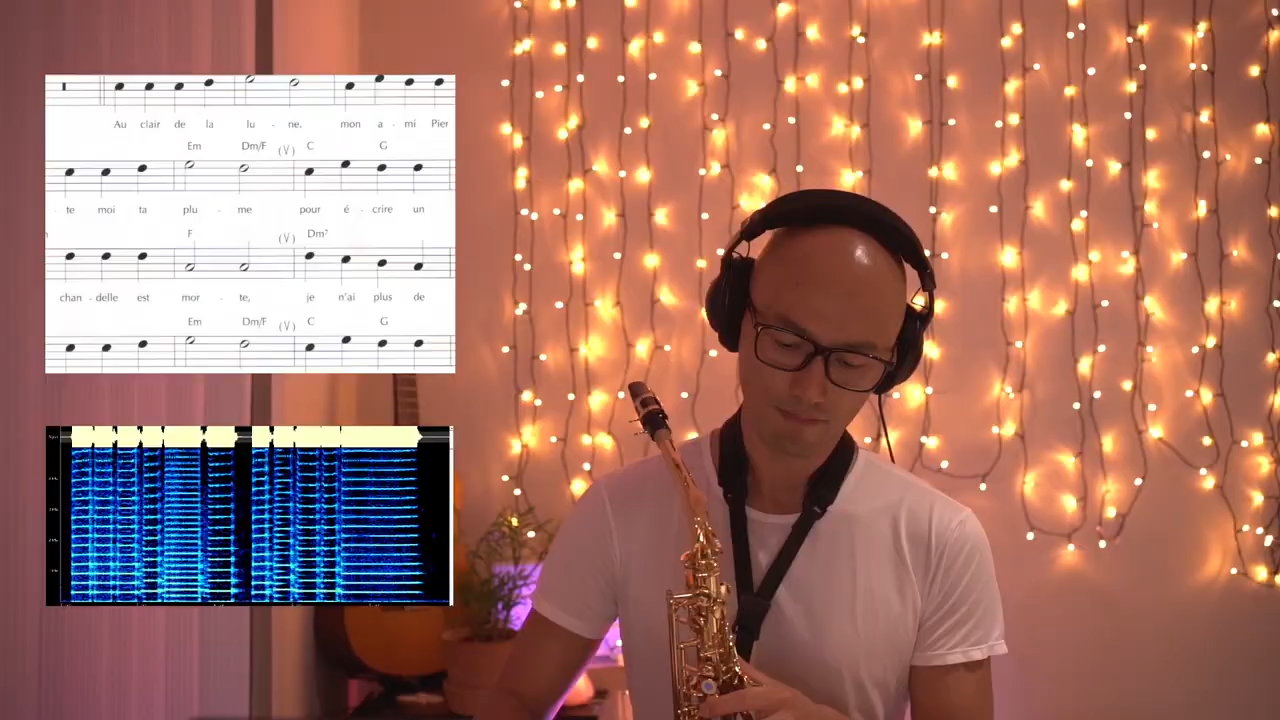 Au clair de la lu - ne, mon a - mi Pier
Em Dm/F (V) C G
- te moi ta plu - me pour é - crire un
F (V) Dm7
chan - delle est mor - te, je n'ai plus de
Em Dm/F (V) C G